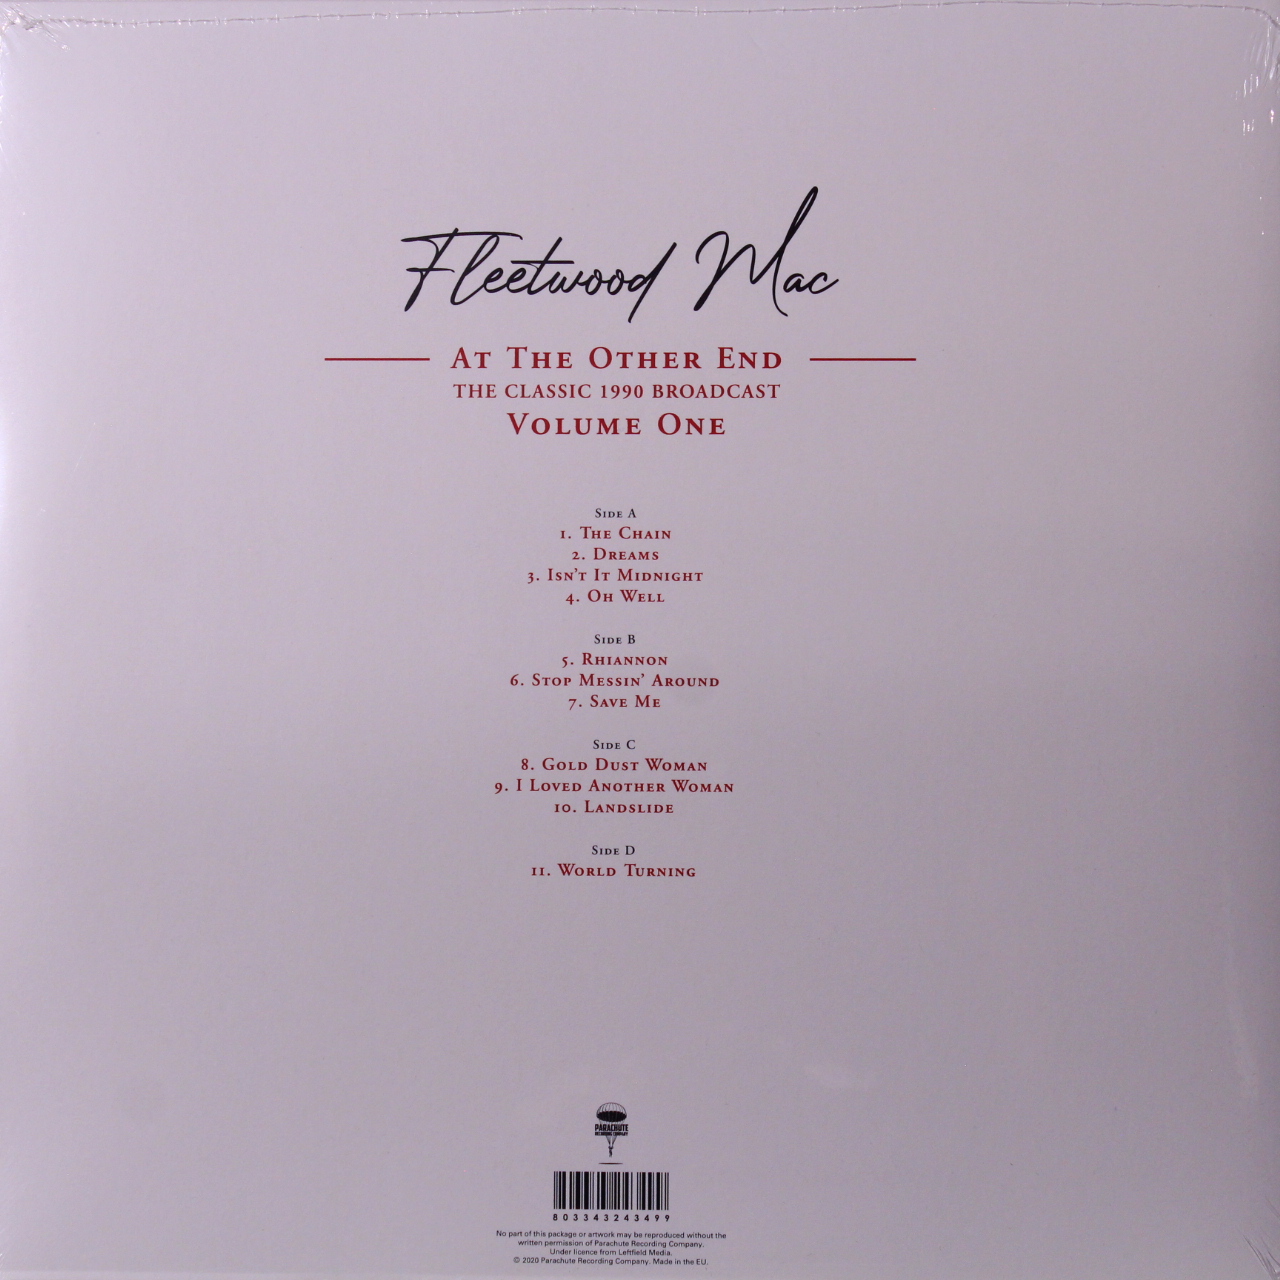 Fleetwood Mac
At The Other End
THE CLASSIC 1990 BROADCAST
Volume One
Side A
1. The Chain
2. Dreams
3. Isn't It Midnight
4. Oh Well
Side B
5. Rhiannon
6. Stop Messin' Around
7. Save Me
Side C
8. Gold Dust Woman
9. I Loved Another Woman
10. Landslide
Side D
11. World Turning
PARACHUTE
RECORDING COMPANY
803343243499
No part of this package or artwork may be reproduced without the
written permission of Parachute Recording Company.
Under licence from Leftfield Media.
© 2020 Parachute Recording Company. Made in the EU.